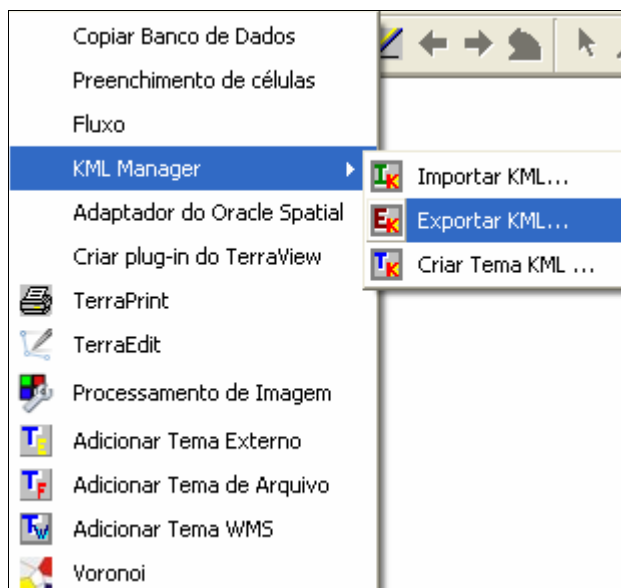 Copiar Banco de Dados
Preenchimento de células
Fluxo
KML Manager
Importar KML...
Exportar KML...
Criar Tema KML ...
Adaptador do Oracle Spatial
Criar plug-in do TerraView
TerraPrint
TerraEdit
Processamento de Imagem
Adicionar Tema Externo
Adicionar Tema de Arquivo
Adicionar Tema WMS
Voronoi